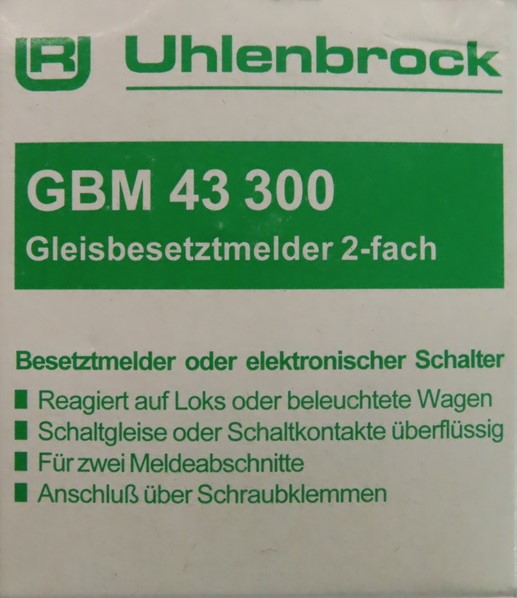 UR Uhlenbrock
GBM 43 300
Gleisbesetztmelder 2-fach
Besetztmelder oder elektronischer Schalter
Reagiert auf Loks oder beleuchtete Wagen
Schaltgleise oder Schaltkontakte überflüssig
Für zwei Meldeabschnitte
Anschluß über Schraubklemmen